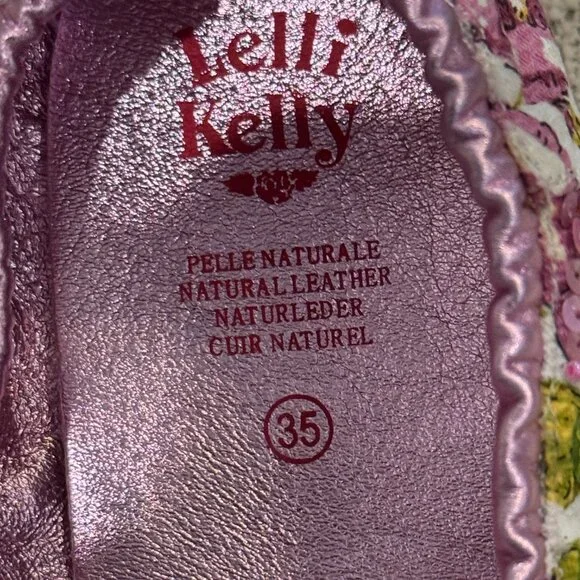 Lelli
Kelly
PELLE NATURALE
NATURAL LEATHER
NATURLEDER
CUIR NATUREL
35